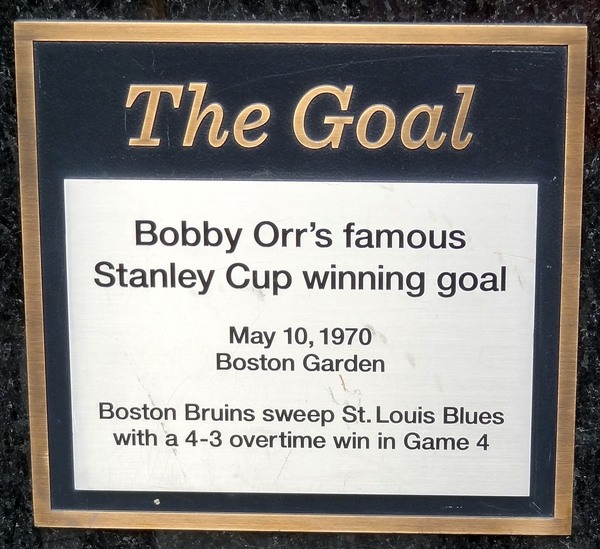 The Goal
Bobby Orr's famous
Stanley Cup winning goal
May 10, 1970
Boston Garden
Boston Bruins sweep St. Louis Blues
with a 4-3 overtime win in Game 4